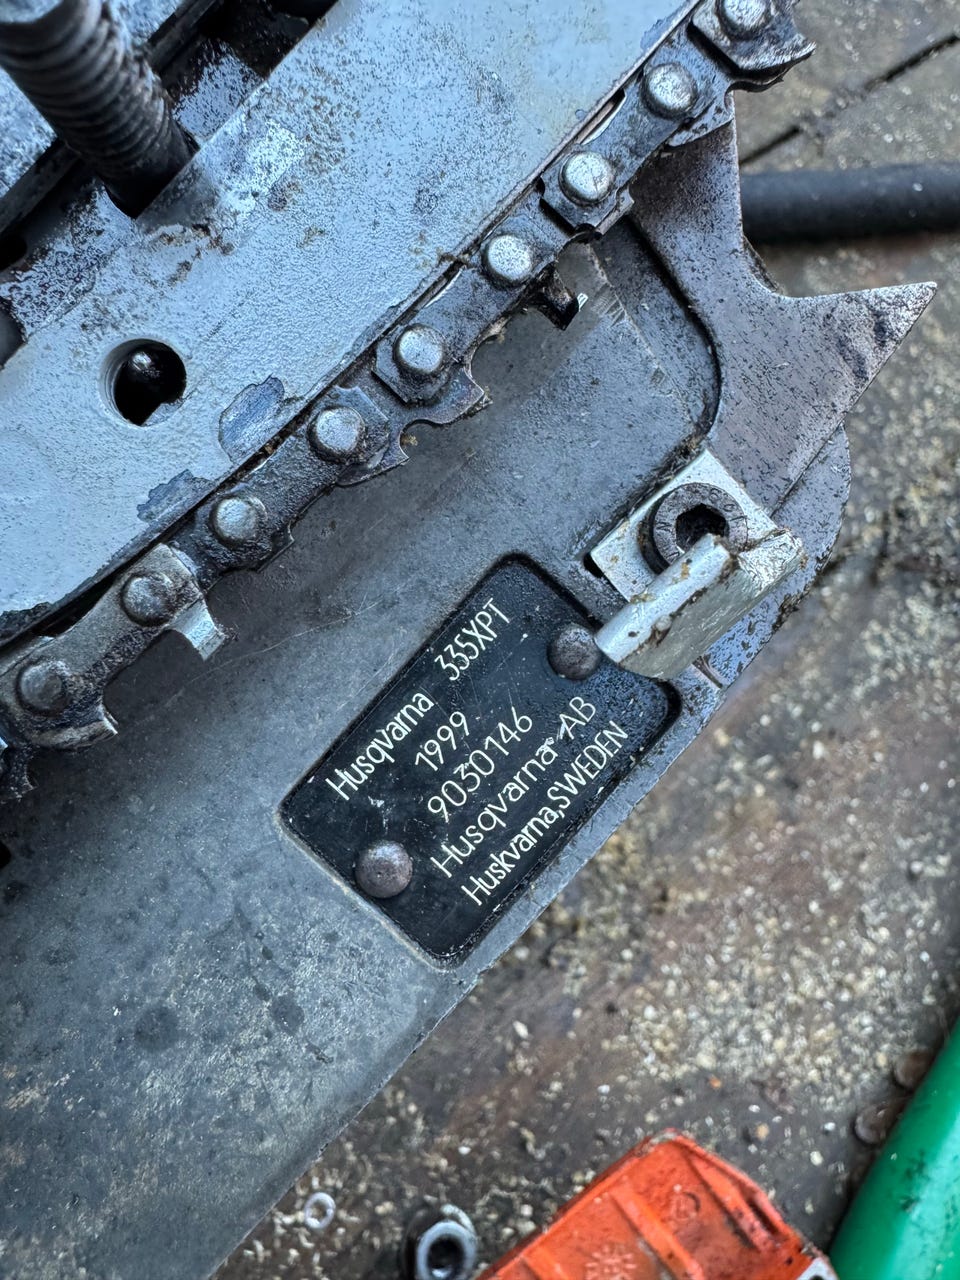 Husqvarna 335XPT
1999
9030146
Husqvarna® AB
Huskvarna, SWEDEN